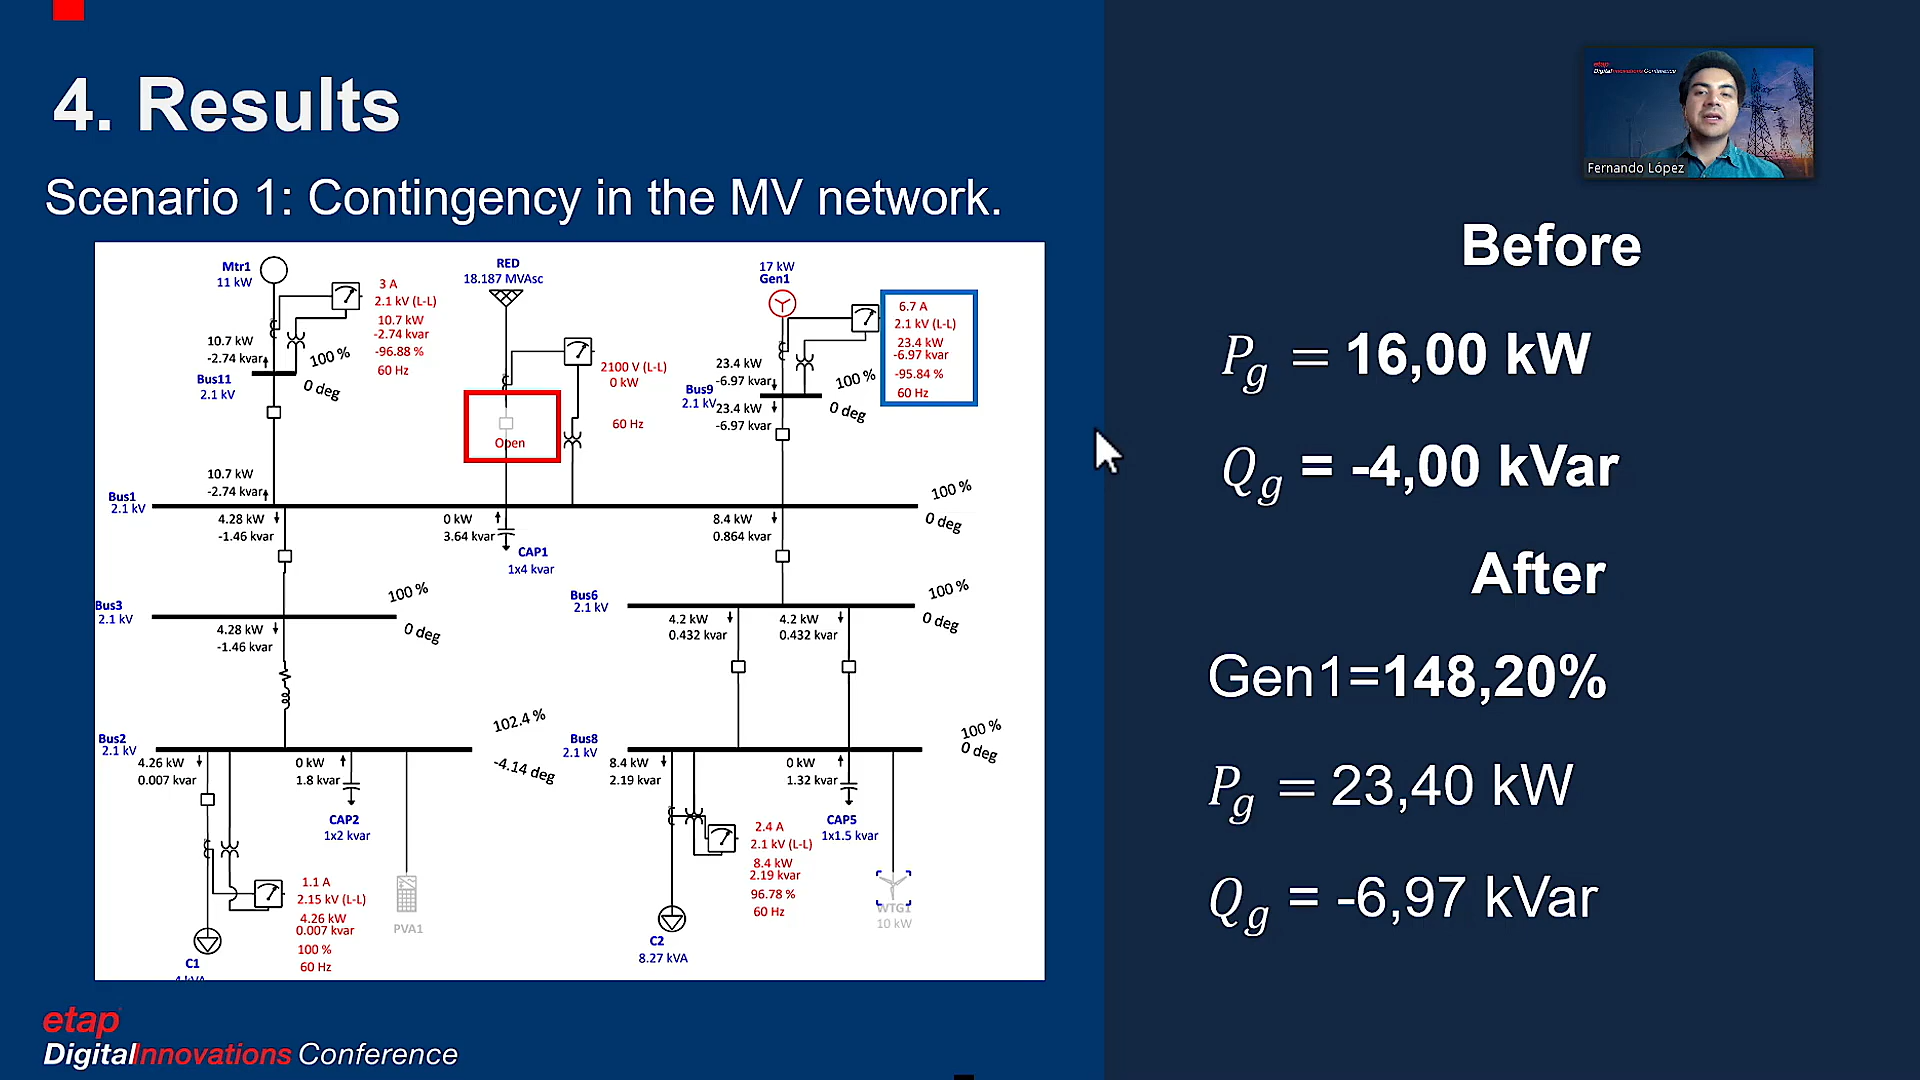 4. Results
Scenario 1: Contingency in the MV network.
etap
DigitalInnovations Conference
Fernando López
Mtr1
11 kW
3 A
2.1 kV (L-L)
10.7 kW
-2.74 kvar
-96.88 %
60 Hz
10.7 kW
-2.74 kvar
100 %
0 deg
Bus11
2.1 kV
RED
18.187 MVAsc
2100 V (L-L)
0 kW
60 Hz
Open
17 kW
Gen1
6.7 A
2.1 kV (L-L)
23.4 kW
-6.97 kvar
-95.84 %
60 Hz
23.4 kW
-6.97 kvar
100 %
0 deg
Bus9
2.1 kV
23.4 kW
-6.97 kvar
10.7 kW
-2.74 kvar
Bus1
2.1 kV
100 %
0 deg
4.28 kW
-1.46 kvar
0 kW
3.64 kvar
CAP1
1x4 kvar
8.4 kW
0.864 kvar
Bus3
2.1 kV
100 %
0 deg
4.28 kW
-1.46 kvar
Bus6
2.1 kV
100 %
0 deg
4.2 kW
0.432 kvar
4.2 kW
0.432 kvar
Bus2
2.1 kV
102.4 %
-4.14 deg
4.26 kW
0.007 kvar
0 kW
1.8 kvar
CAP2
1x2 kvar
Bus8
2.1 kV
100 %
0 deg
8.4 kW
2.19 kvar
0 kW
1.32 kvar
CAP5
1x1.5 kvar
1.1 A
2.15 kV (L-L)
4.26 kW
0.007 kvar
100 %
60 Hz
PVA1
C1
2.4 A
2.1 kV (L-L)
8.4 kW
2.19 kvar
96.78 %
60 Hz
C2
8.27 kVA
WTG1
10 kW
Before
Pg = 16,00 kW
Qg = -4,00 kVar
After
Gen1=148,20%
Pg = 23,40 kW
Qg = -6,97 kVar
etap
DigitalInnovations Conference